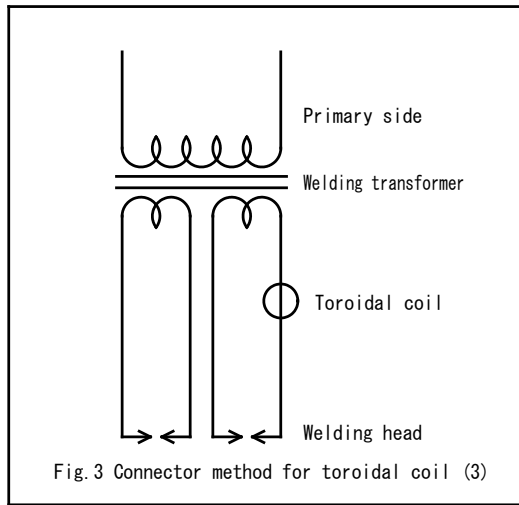 Primary side
Welding transformer
Toroidal coil
Welding head
Fig.3 Connector method for toroidal coil (3)